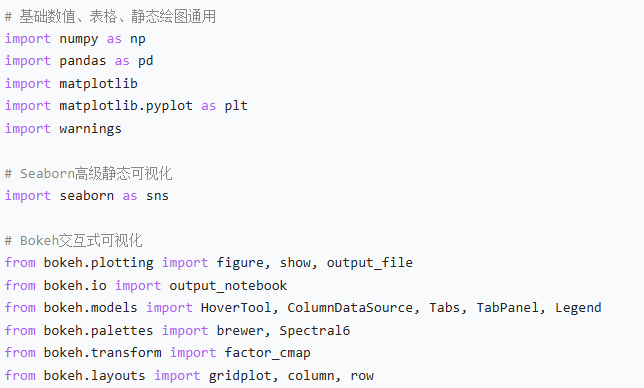 # 基础数值、表格、静态绘图通用
import numpy as np
import pandas as pd
import matplotlib
import matplotlib.pyplot as plt
import warnings
# Seaborn高级静态可视化
import seaborn as sns
# Bokeh交互式可视化
from bokeh.plotting import figure, show, output_file
from bokeh.io import output_notebook
from bokeh.models import HoverTool, ColumnDataSource, Tabs, TabPanel, Legend
from bokeh.palettes import brewer, Spectral6
from bokeh.transform import factor_cmap
from bokeh.layouts import gridplot, column, row